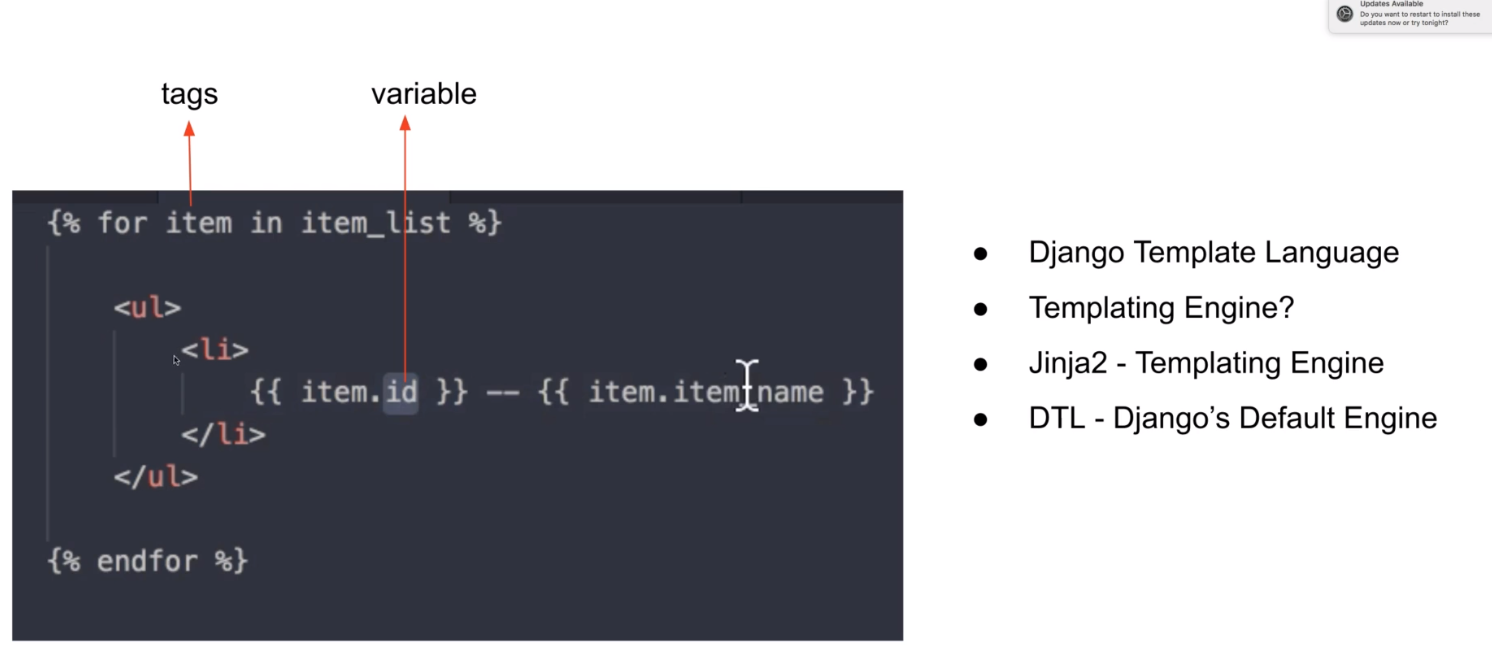 Updates Available
Do you want to restart to install these
updates now or try tonight?
tags
variable
{% for item in item_list %}
<ul>
<li>
{{ item.id }} -- {{ item.item_name }}
</li>
</ul>
{% endfor %}
● Django Template Language
● Templating Engine?
● Jinja2 - Templating Engine
● DTL - Django’s Default Engine